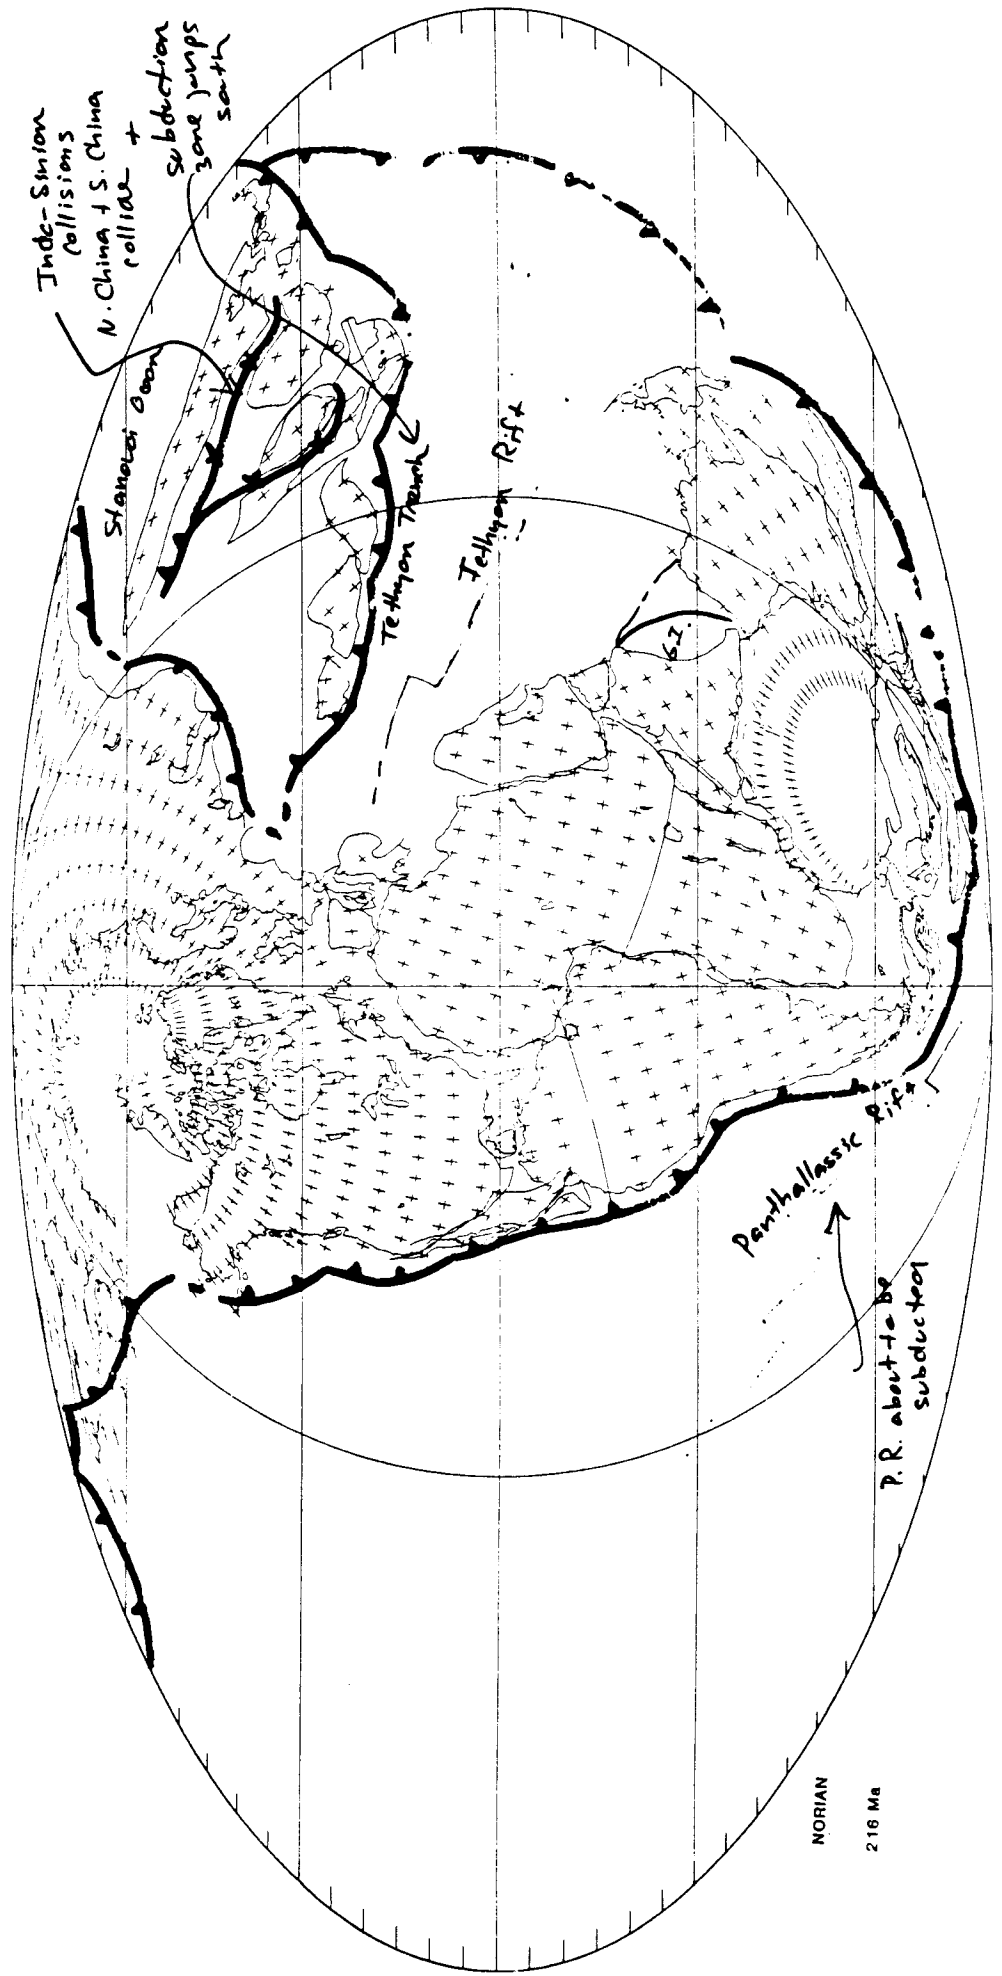 Indo-Sinian
Collisions
N. China + S. China
collide +
subduction
zone jumps
south
Stanovoi Ocean
Tethyan Trench
Tethyan Rift
G.I.
Panthallassic Rift
P.R. about to be
subducted
NORIAN
216 Ma